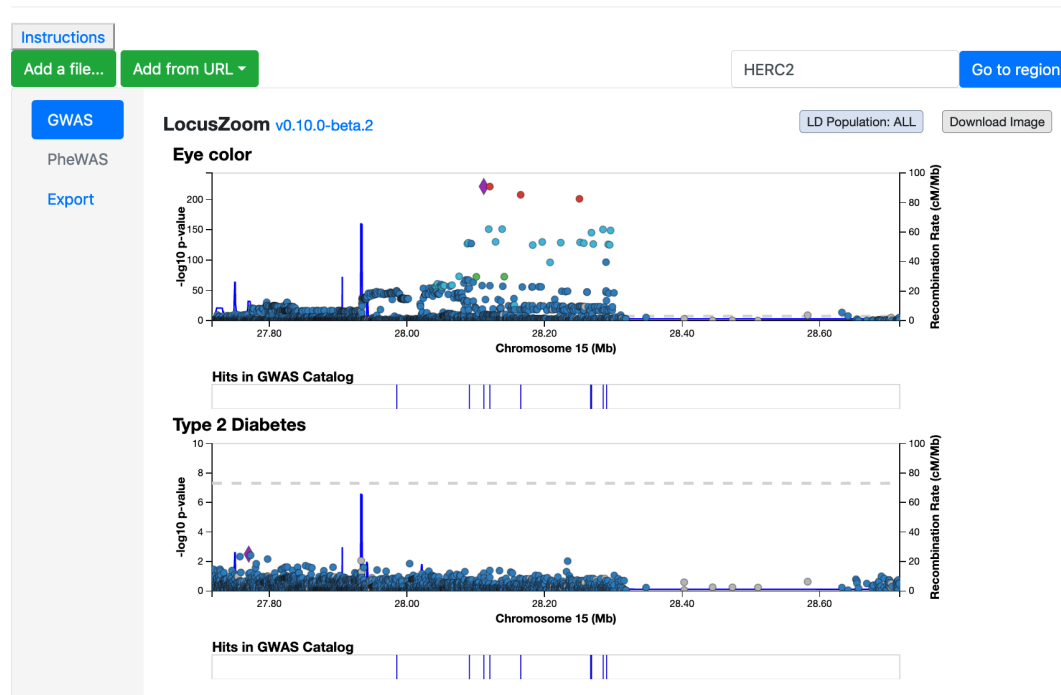 Instructions
Add a file... Add from URL HERC2 Go to region
GWAS
PheWAS
Export
LocusZoom v0.10.0-beta.2 LD Population: ALL Download Image
Eye color
-log10 p-value
200
150
100
50
0
100
80
60
40
20
0
Recombination Rate (cM/Mb)
27.80 28.00 28.20 28.40 28.60
Chromosome 15 (Mb)
Hits in GWAS Catalog
Type 2 Diabetes
-log10 p-value
10
8
6
4
2
0
100
80
60
40
20
0
Recombination Rate (cM/Mb)
27.80 28.00 28.20 28.40 28.60
Chromosome 15 (Mb)
Hits in GWAS Catalog